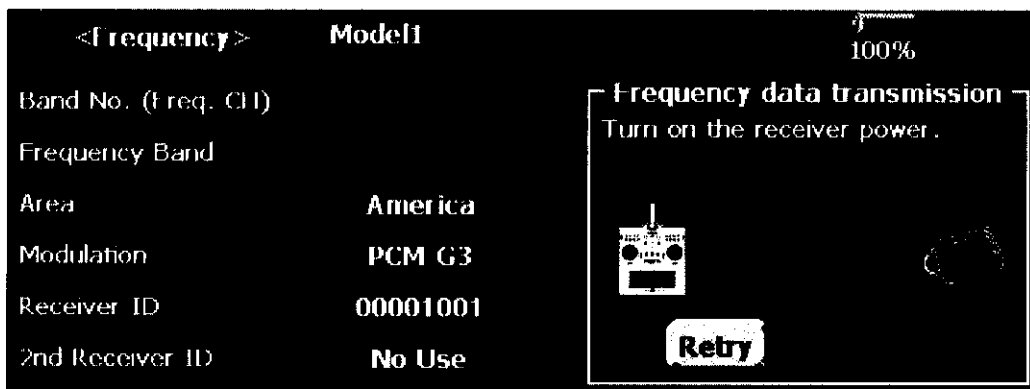 <Frequency> Model1
100%
Band No. (Freq. CH)
Frequency Band
Area America
Modulation PCM G3
Receiver ID 00001001
2nd Receiver ID No Use
Frequency data transmission
Turn on the receiver power.
Retry